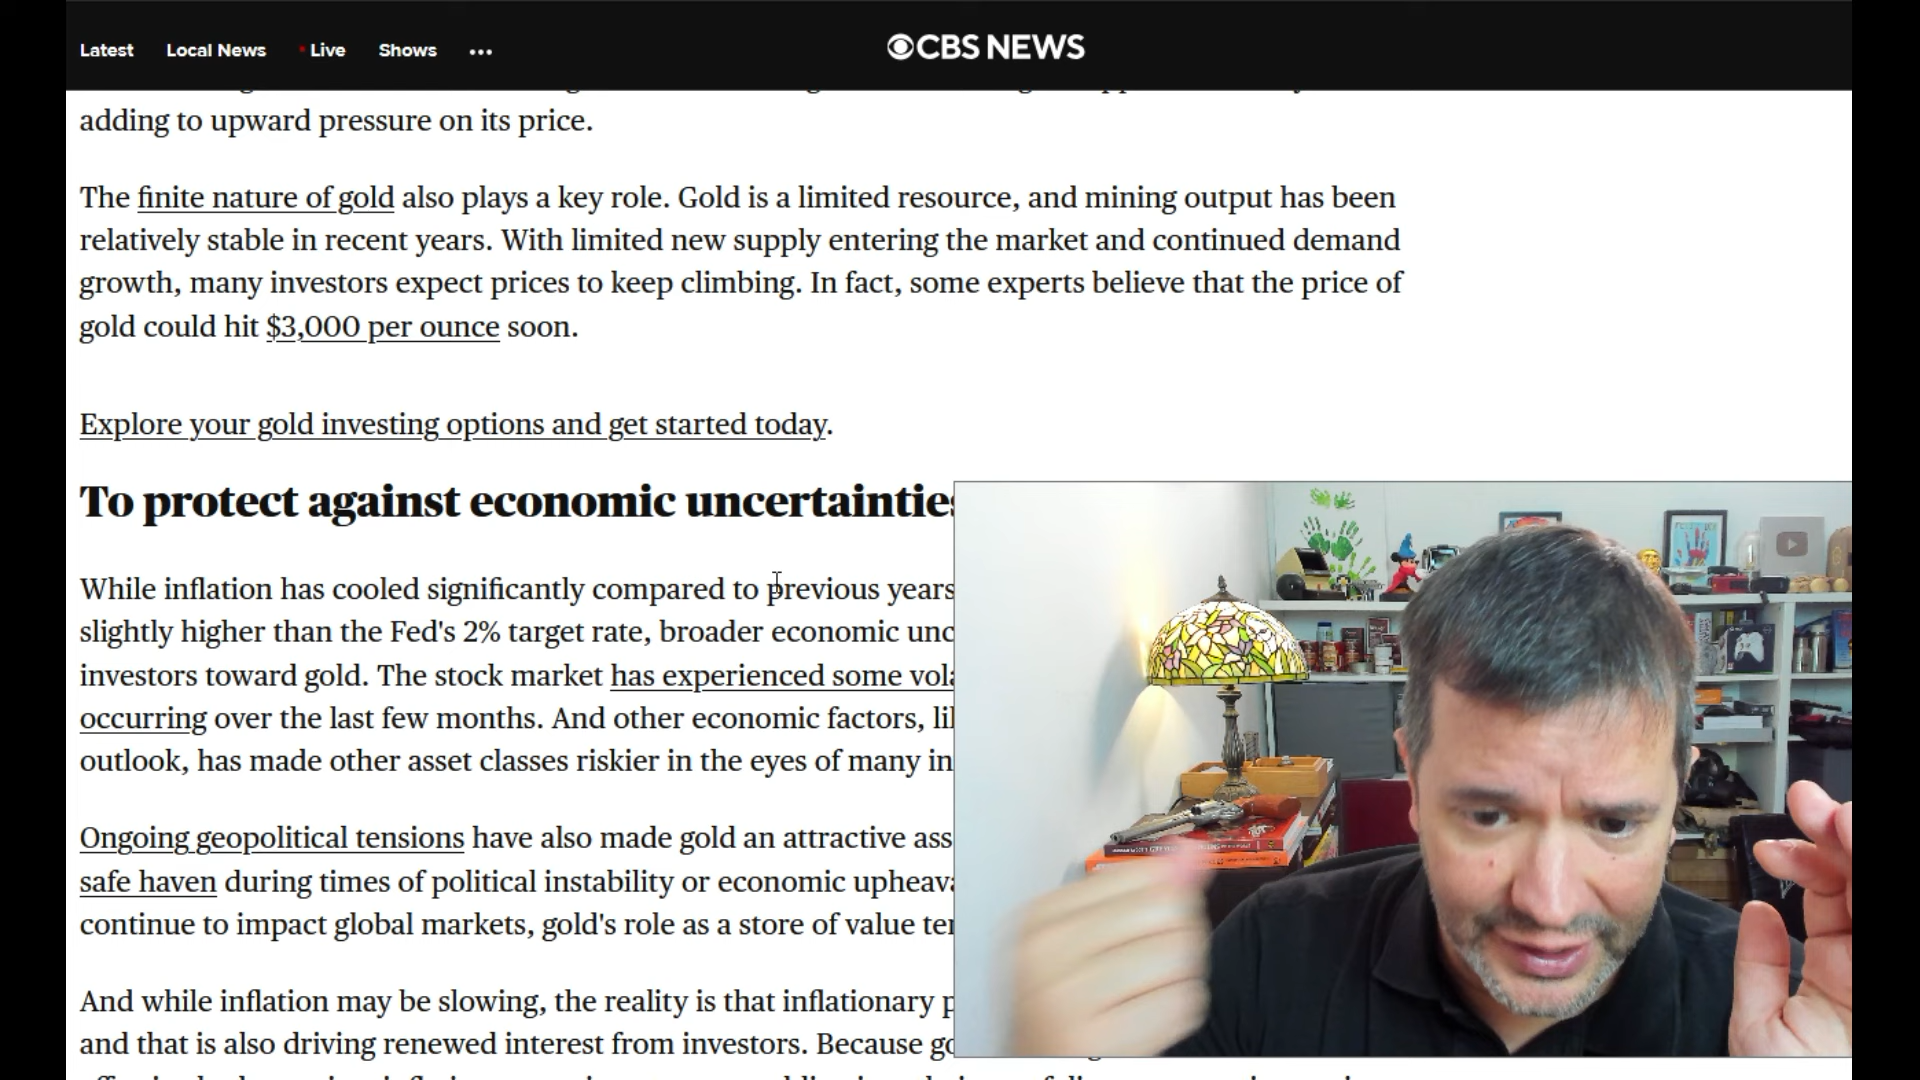 Latest Local News Live Shows ...
CBS NEWS
adding to upward pressure on its price.
The finite nature of gold also plays a key role. Gold is a limited resource, and mining output has been
relatively stable in recent years. With limited new supply entering the market and continued demand
growth, many investors expect prices to keep climbing. In fact, some experts believe that the price of
gold could hit $3,000 per ounce soon.
Explore your gold investing options and get started today.
To protect against economic uncertainties
While inflation has cooled significantly compared to previous years
slightly higher than the Fed's 2% target rate, broader economic unc
investors toward gold. The stock market has experienced some vola
occurring over the last few months. And other economic factors, li
outlook, has made other asset classes riskier in the eyes of many in
Ongoing geopolitical tensions have also made gold an attractive ass
safe haven during times of political instability or economic upheava
continue to impact global markets, gold's role as a store of value te
And while inflation may be slowing, the reality is that inflationary p
and that is also driving renewed interest from investors. Because go